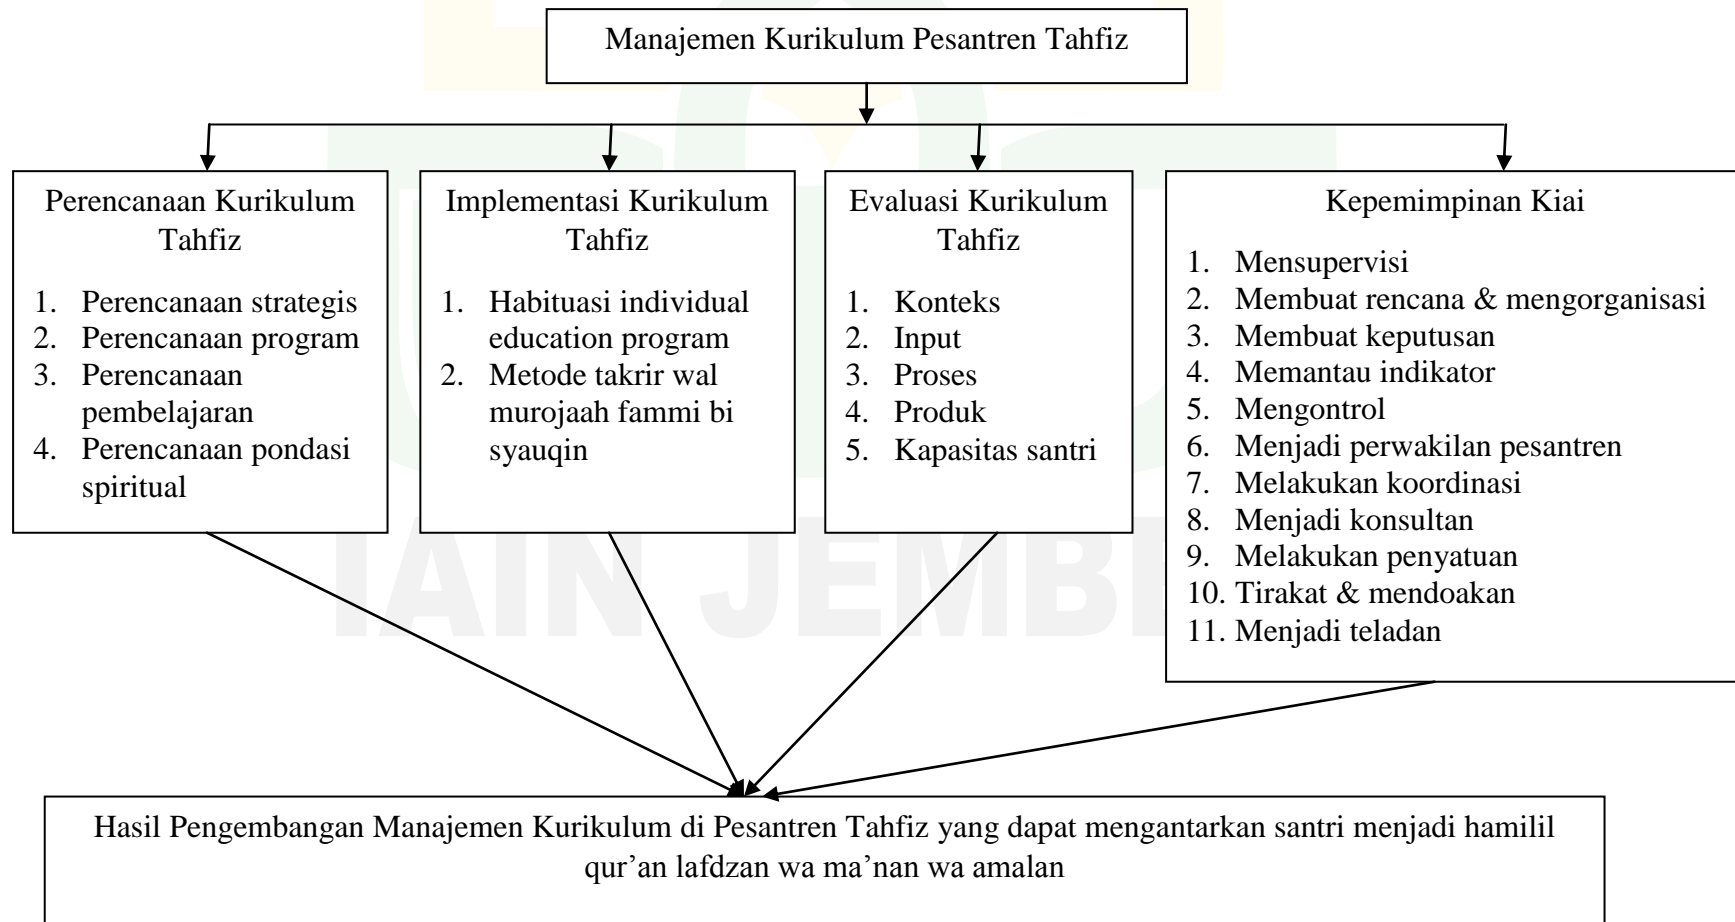 Manajemen Kurikulum Pesantren Tahfiz
Perencanaan Kurikulum
Tahfiz
1. Perencanaan strategis
2. Perencanaan program
3. Perencanaan
pembelajaran
4. Perencanaan pondasi
spiritual
Implementasi Kurikulum
Tahfiz
1. Habituasi individual
education program
2. Metode takrir wal
murojaah fammi bi
syauqin
Evaluasi Kurikulum
Tahfiz
1. Konteks
2. Input
3. Proses
4. Produk
5. Kapasitas santri
Kepemimpinan Kiai
1. Mensupervisi
2. Membuat rencana & mengorganisasi
3. Membuat keputusan
4. Memantau indikator
5. Mengontrol
6. Menjadi perwakilan pesantren
7. Melakukan koordinasi
8. Menjadi konsultan
9. Melakukan penyatuan
10. Tirakat & mendoakan
11. Menjadi teladan
IAIN JEMB
Hasil Pengembangan Manajemen Kurikulum di Pesantren Tahfiz yang dapat mengantarkan santri menjadi hamilil
qur’an lafdzan wa ma’nan wa amalan